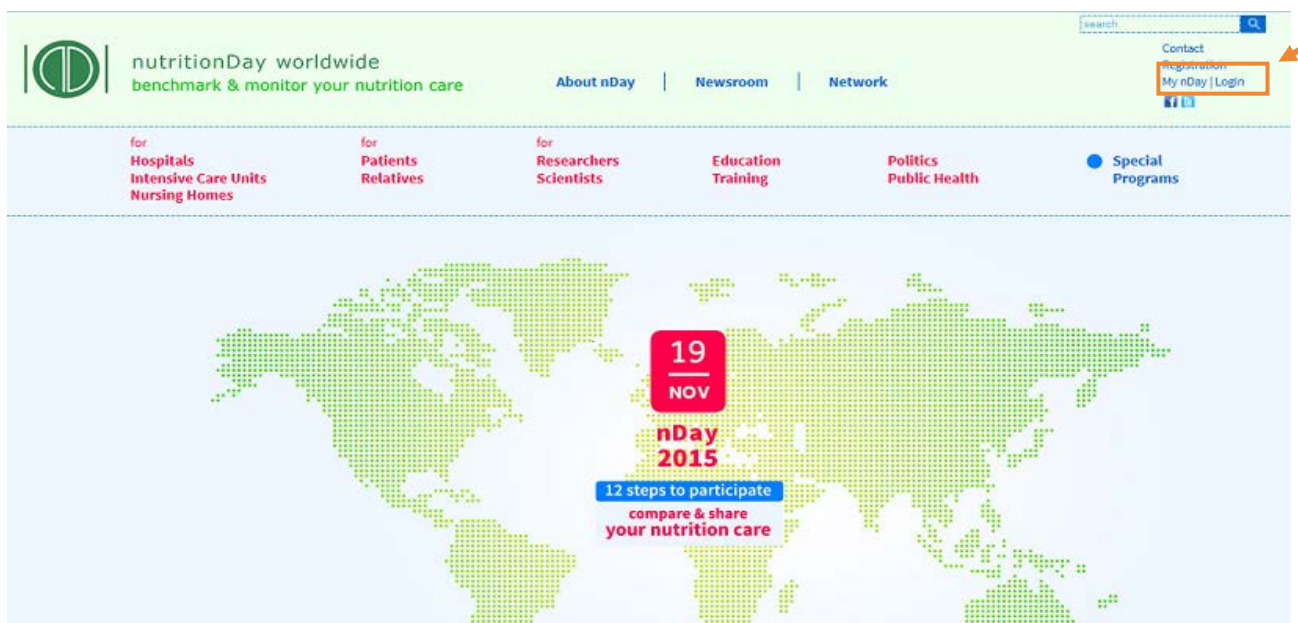 search
Contact
Registration
My nDay | Login
nutritionDay worldwide
benchmark & monitor your nutrition care
About nDay | Newsroom | Network
for
Hospitals
Intensive Care Units
Nursing Homes
for
Patients
Relatives
for
Researchers
Scientists
Education
Training
Politics
Public Health
Special
Programs
19
NOV
nDay
2015
12 steps to participate
compare & share
your nutrition care